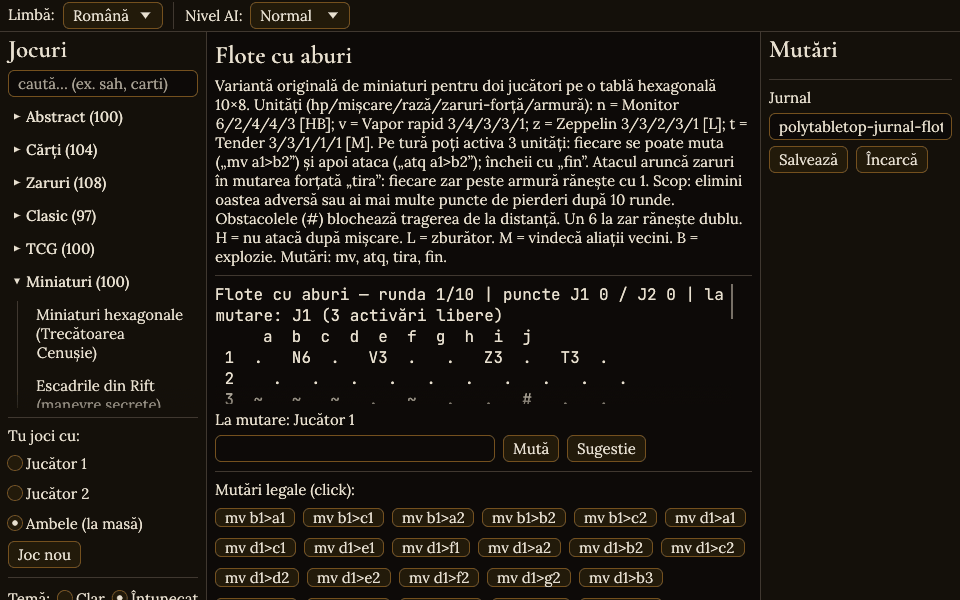 Limbă: Română ▼ Nivel AI: Normal ▼
Jocuri
caută... (ex. sah, carti)
▸ Abstract (100)
▸ Cărți (104)
▸ Zaruri (108)
▸ Clasic (97)
▸ TCG (100)
▾ Miniaturi (100)
Miniaturi hexagonale
(Trecătoarea
Cenușie)
Escadrile din Rift
(manevre secrete)
Tu joci cu:
Jucător 1
Jucător 2
Ambele (la masă)
Joc nou
Temă: Clar Întunecat
Flote cu aburi
Variantă originală de miniaturi pentru doi jucători pe o tablă hexagonală
10×8. Unități (hp/mișcare/rază/zaruri-forță/armură): n = Monitor
6/2/4/4/3 [HB]; v = Vapor rapid 3/4/3/3/1; z = Zeppelin 3/3/2/3/1 [L]; t =
Tender 3/3/1/1/1 [M]. Pe tură poți activa 3 unități: fiecare se poate muta
(„mv a1>b2”) și apoi ataca („atq a1>b2”); închei cu „fin”. Atacul aruncă zaruri
în mutarea forțată „tira”: fiecare zar peste armură rănește cu 1. Scop: elimini
oastea adversă sau ai mai multe puncte de pierderi după 10 runde.
Obstacolele (#) blochează tragerea de la distanță. Un 6 la zar rănește dublu.
H = nu atacă după mișcare. L = zburător. M = vindecă aliații vecini. B =
explozie. Mutări: mv, atq, tira, fin.
Flote cu aburi — runda 1/10 | puncte J1 0 / J2 0 | la
mutare: J1 (3 activări libere)
a b c d e f g h i j
1 . N6 . V3 . . Z3 . T3 .
2 . . . . . . . . . .
3 ~ ~ ~ . ~ . . # . .
La mutare: Jucător 1
Mută Sugestie
Mutări legale (click):
mv b1>a1 mv b1>c1 mv b1>a2 mv b1>b2 mv b1>c2 mv d1>a1
mv d1>c1 mv d1>e1 mv d1>f1 mv d1>a2 mv d1>b2 mv d1>c2
mv d1>d2 mv d1>e2 mv d1>f2 mv d1>g2 mv d1>b3
Mutări
Jurnal
polytabletop-jurnal-flot
Salvează Încarcă